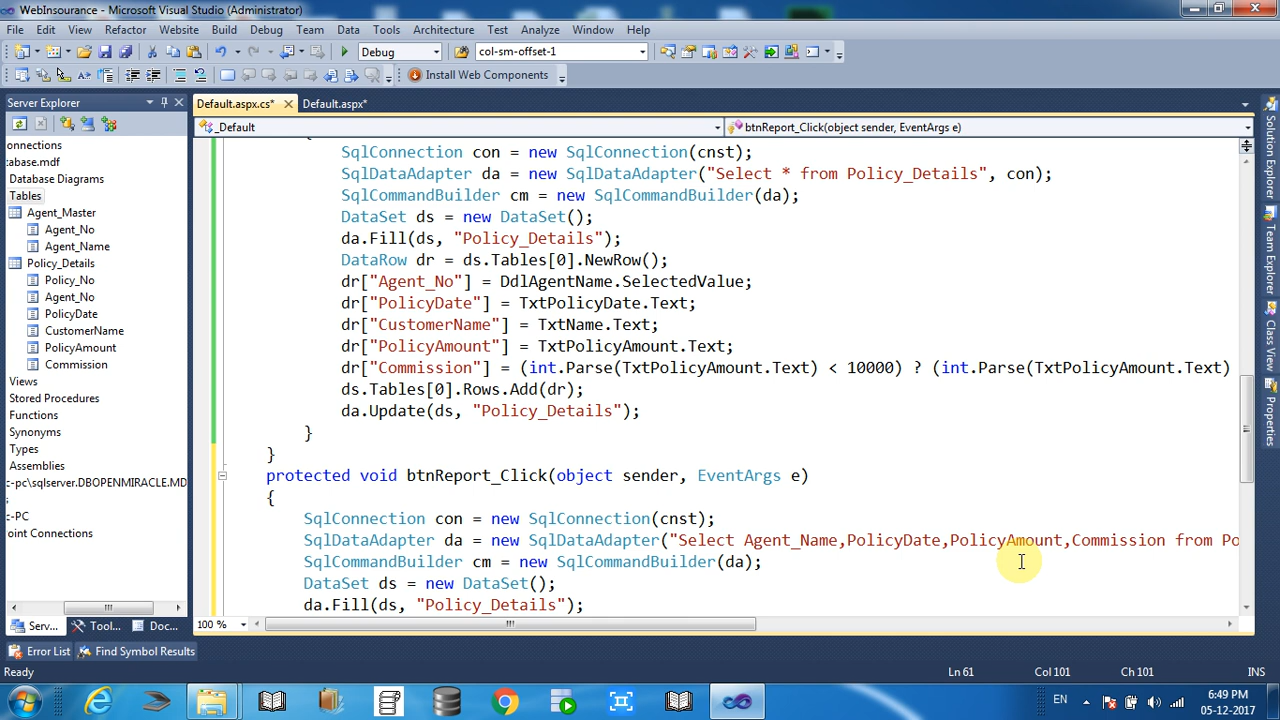 WebInsourance - Microsoft Visual Studio (Administrator)
File Edit View Refactor Website Build Debug Team Data Tools Architecture Test Analyze Window Help
Debug col-sm-offset-1
Install Web Components
Server Explorer
Default.aspx.cs* Default.aspx*
_Default btnReport_Click(object sender, EventArgs e)
onnections
:abase.mdf
Database Diagrams
Tables
Agent_Master
Agent_No
Agent_Name
Policy_Details
Policy_No
Agent_No
PolicyDate
CustomerName
PolicyAmount
Commission
Views
Stored Procedures
Functions
Synonyms
Types
Assemblies
c-pc\sqlserver.DBOPENMIRACLE.MD
c-PC
oint Connections
{
SqlConnection con = new SqlConnection(cnst);
SqlDataAdapter da = new SqlDataAdapter("Select * from Policy_Details", con);
SqlCommandBuilder cm = new SqlCommandBuilder(da);
DataSet ds = new DataSet();
da.Fill(ds, "Policy_Details");
DataRow dr = ds.Tables[0].NewRow();
dr["Agent_No"] = DdlAgentName.SelectedValue;
dr["PolicyDate"] = TxtPolicyDate.Text;
dr["CustomerName"] = TxtName.Text;
dr["PolicyAmount"] = TxtPolicyAmount.Text;
dr["Commission"] = (int.Parse(TxtPolicyAmount.Text) < 10000) ? (int.Parse(TxtPolicyAmount.Text)
ds.Tables[0].Rows.Add(dr);
da.Update(ds, "Policy_Details");
}
}
protected void btnReport_Click(object sender, EventArgs e)
{
SqlConnection con = new SqlConnection(cnst);
SqlDataAdapter da = new SqlDataAdapter("Select Agent_Name,PolicyDate,PolicyAmount,Commission from Po
SqlCommandBuilder cm = new SqlCommandBuilder(da);
DataSet ds = new DataSet();
da.Fill(ds, "Policy_Details");
Solution Explorer
Team Explorer
Class View
Properties
100 %
Serv... Tool... Doc...
Error List Find Symbol Results
Ready Ln 61 Col 101 Ch 101 INS
EN 6:49 PM
05-12-2017